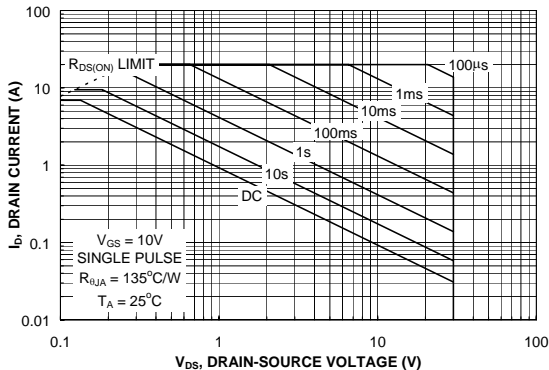 100
R_DS(ON) LIMIT
100μs
10
1ms
10ms
100ms
1
1s
10s
DC
V_GS = 10V
SINGLE PULSE
R_θJA = 135°C/W
T_A = 25°C
0.1
0.01
0.1
1
10
100
I_D, DRAIN CURRENT (A)
V_DS, DRAIN-SOURCE VOLTAGE (V)